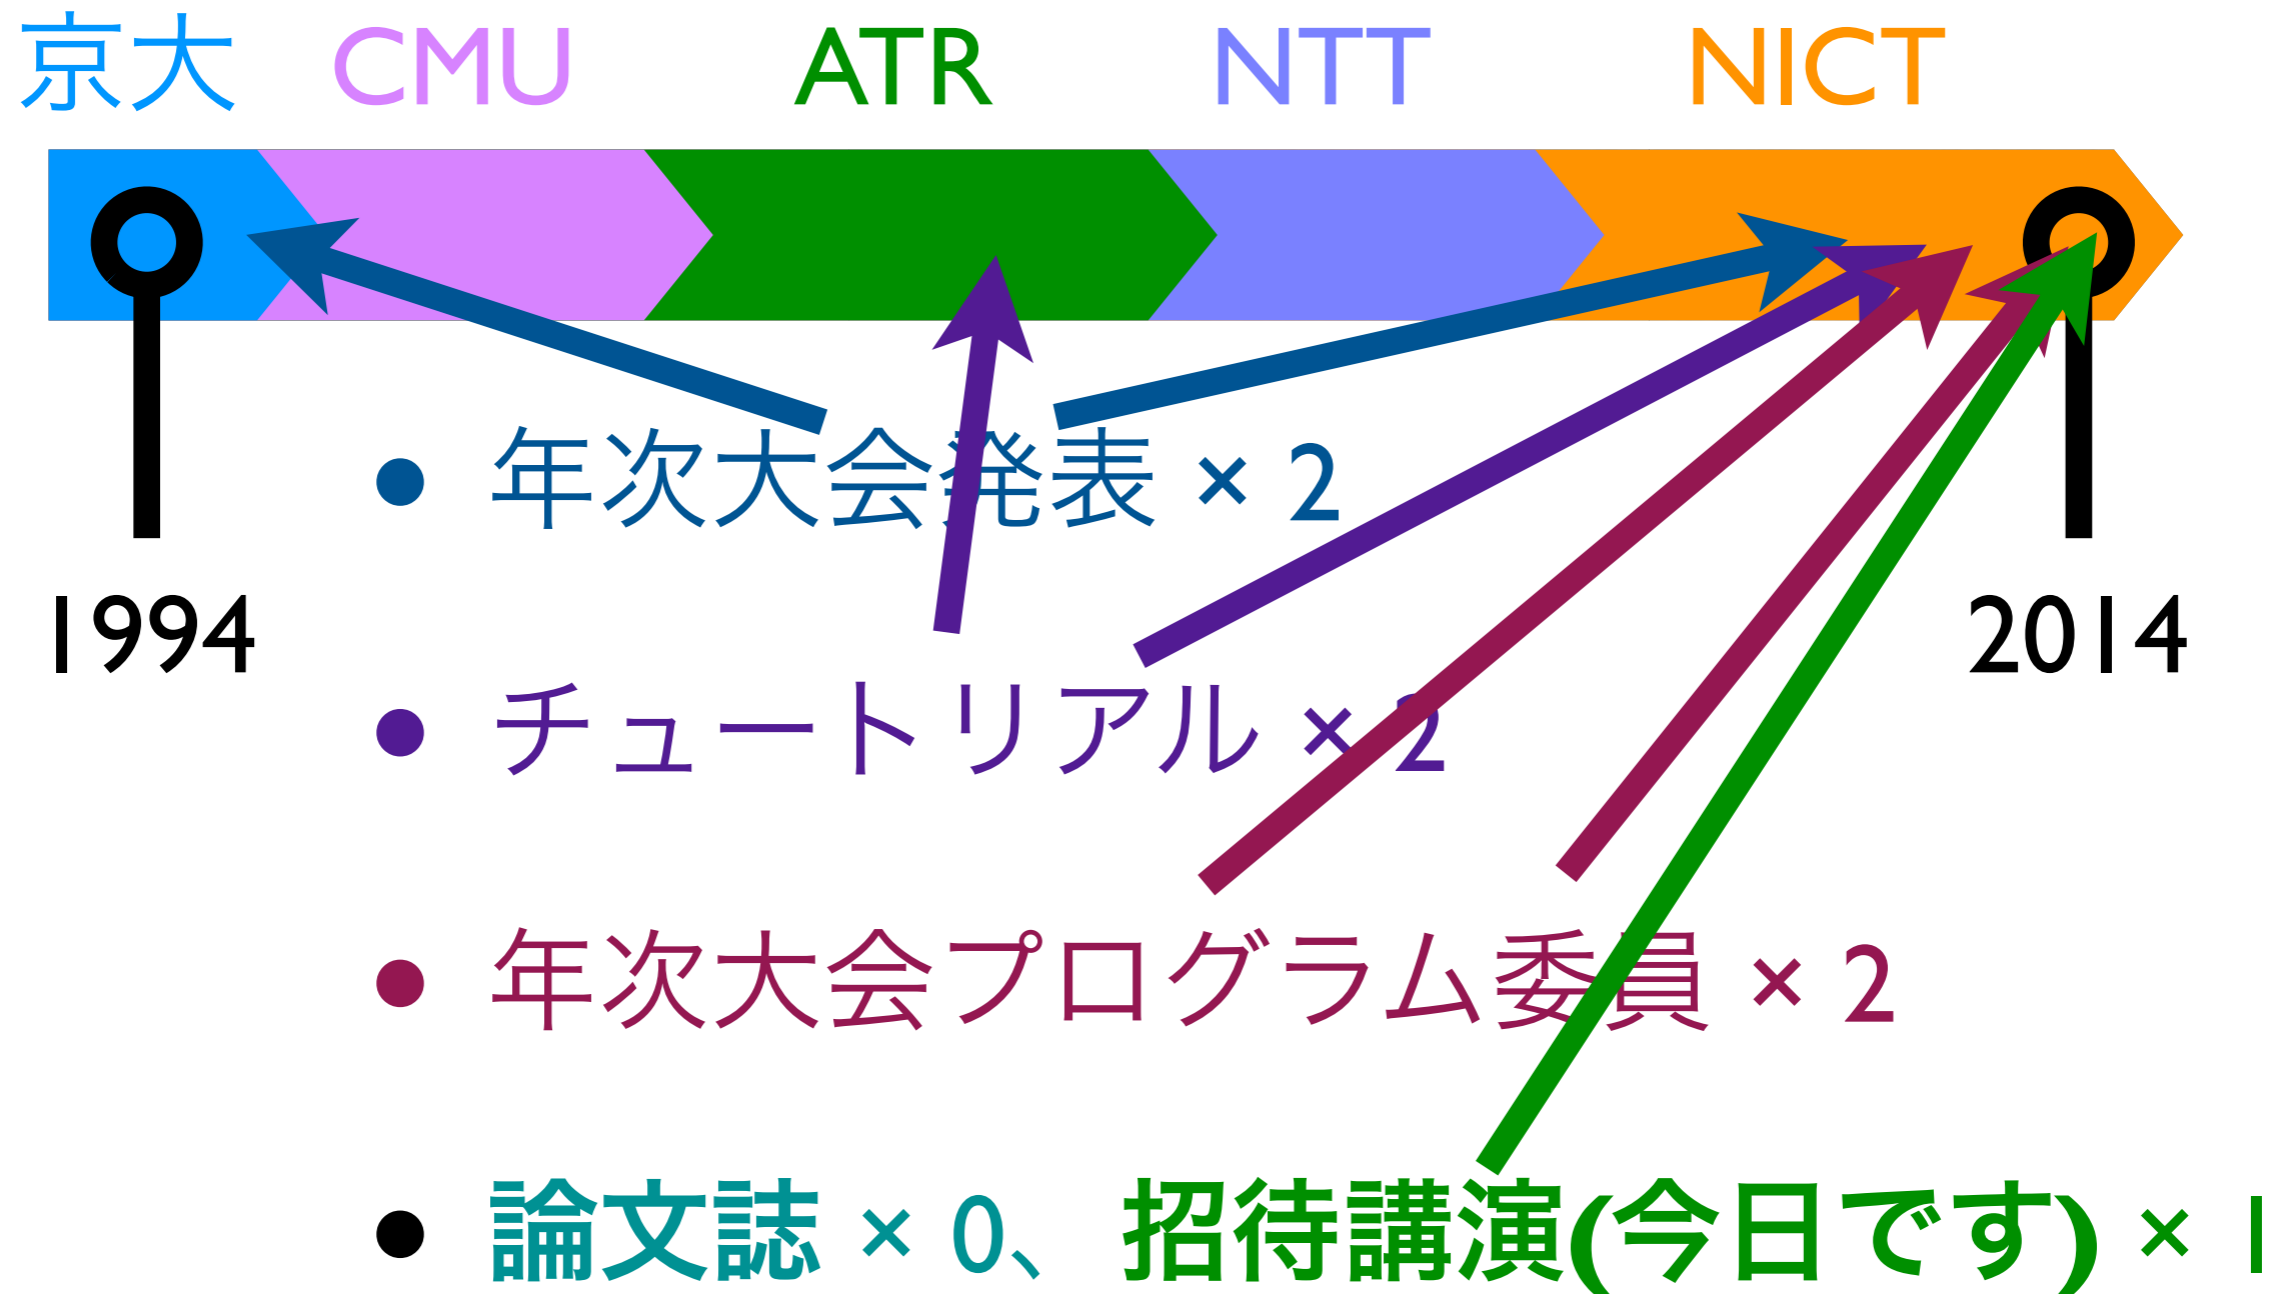 京大 CMU ATR NTT NICT
• 年次大会発表 × 2
1994 2014
• チュートリアル × 2
• 年次大会プログラム委員 × 2
• 論文誌 × 0、 招待講演(今日です) × 1